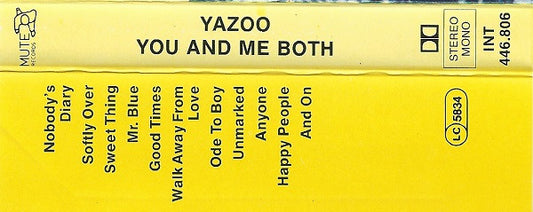 MUTE
RECORDS
YAZOO
YOU AND ME BOTH
STEREO
MONO
INT
446.806
Nobody's
Diary
Softly Over
Sweet Thing
Mr. Blue
Good Times
Walk Away From
Love
Ode To Boy
Unmarked
Anyone
Happy People
And On
LC 5834